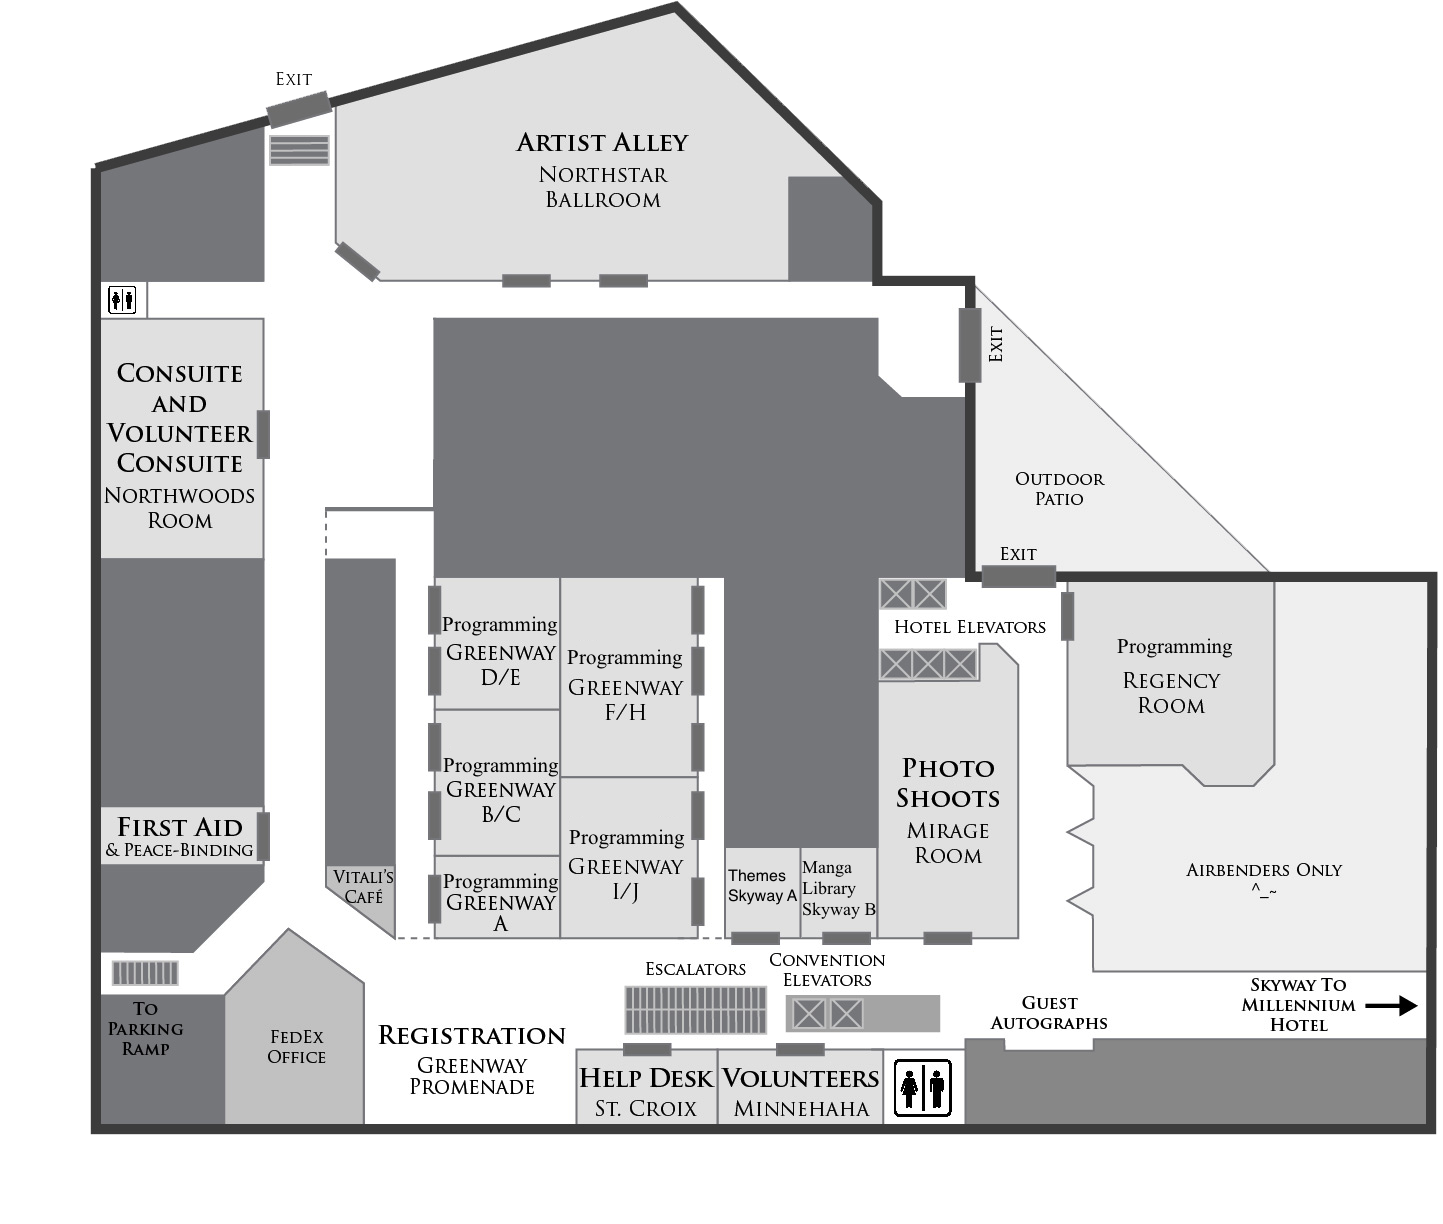 Exit
Artist Alley
Northstar
Ballroom
Exit
Consuite
and
Volunteer
Consuite
Northwoods
Room
Outdoor
Patio
Exit
Hotel Elevators
Programming
Greenway
D/E
Programming
Greenway
F/H
Programming
Regency
Room
Programming
Greenway
B/C
Photo
Shoots
Mirage
Room
First Aid
& Peace-Binding
Programming
Greenway
I/J
Vitali's
Café
Programming
Greenway
A
Themes
Skyway A
Manga
Library
Skyway B
Airbenders Only
^_~
Escalators
Convention
Elevators
Skyway To
Millennium
Hotel
Guest
Autographs
To
Parking
Ramp
FedEx
Office
Registration
Greenway
Promenade
Help Desk
St. Croix
Volunteers
Minnehaha